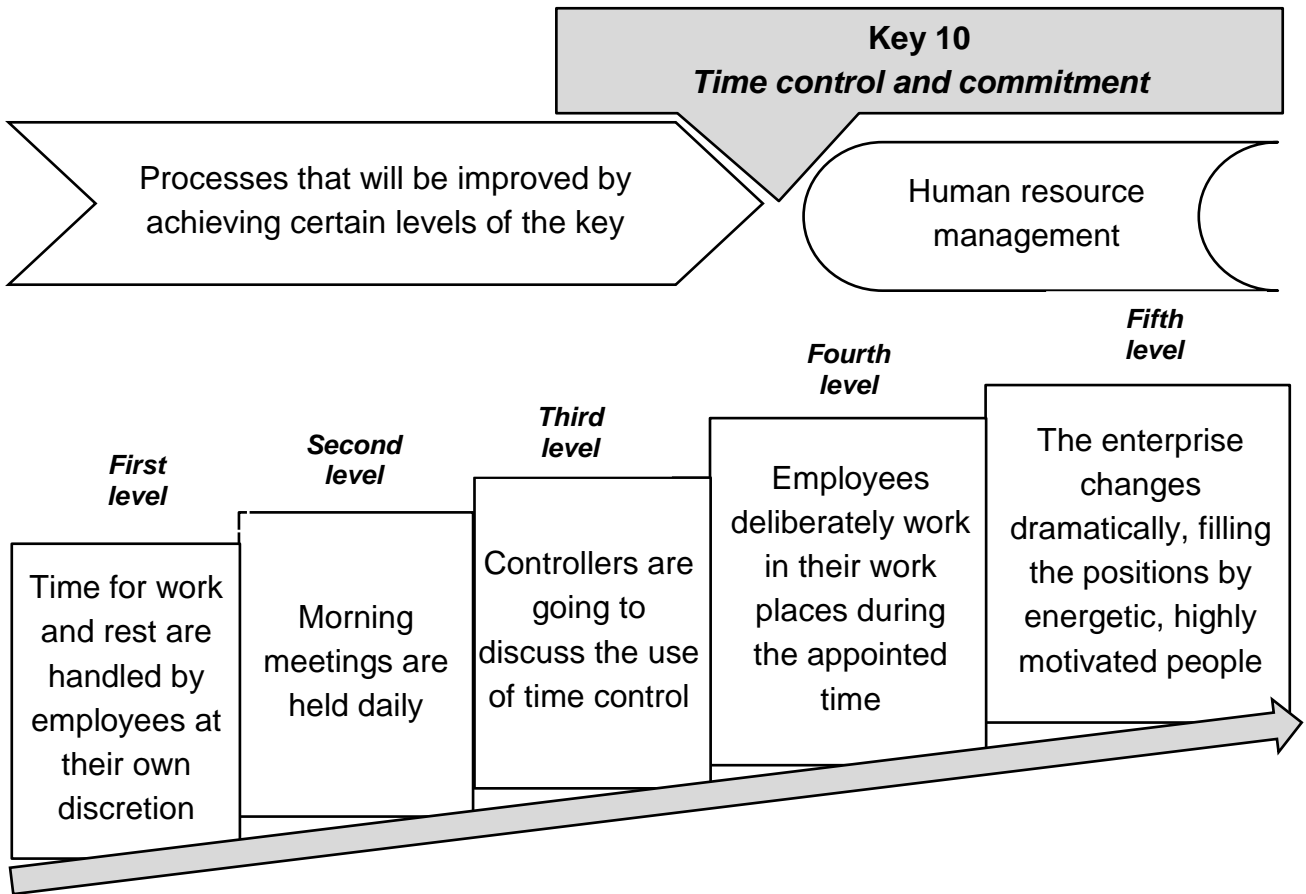 Key 10
Time control and commitment
Processes that will be improved by
achieving certain levels of the key
Human resource
management
First
level
Second
level
Third
level
Fourth
level
Fifth
level
Time for work
and rest are
handled by
employees at
their own
discretion
Morning
meetings are
held daily
Controllers are
going to
discuss the use
of time control
Employees
deliberately work
in their work
places during
the appointed
time
The enterprise
changes
dramatically, filling
the positions by
energetic, highly
motivated people